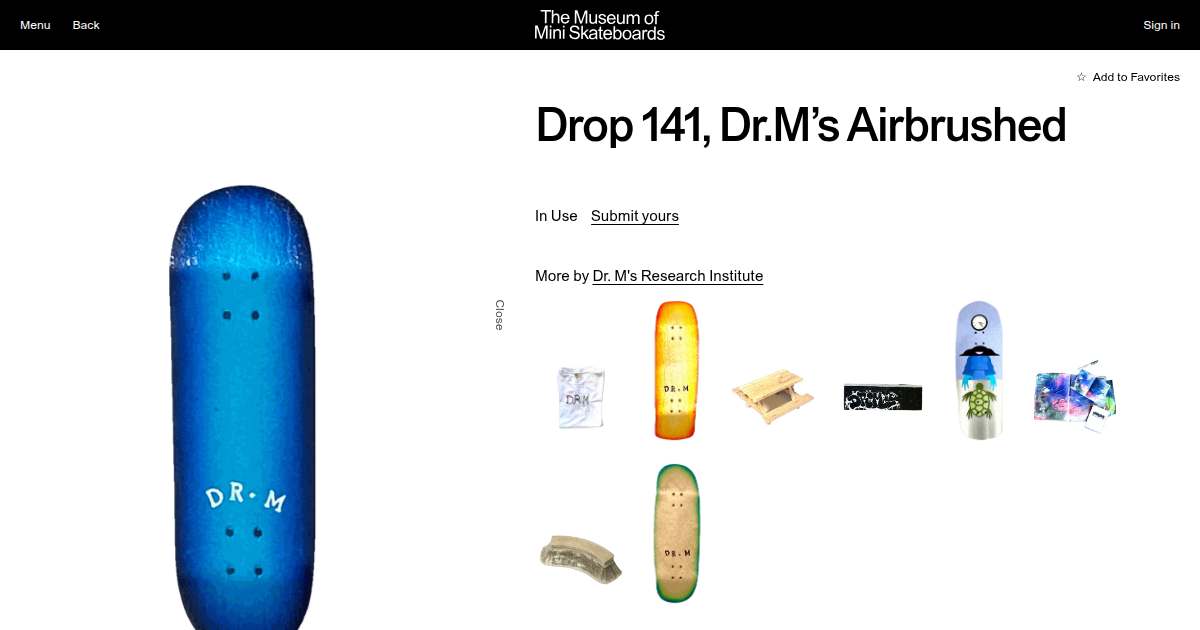 Menu
Back
The Museum of
Mini Skateboards
Sign in
☆ Add to Favorites
Drop 141, Dr.M’s Airbrushed
In Use Submit yours
More by Dr. M's Research Institute
Close
DR. M
DR.M
DR.M
DR.M